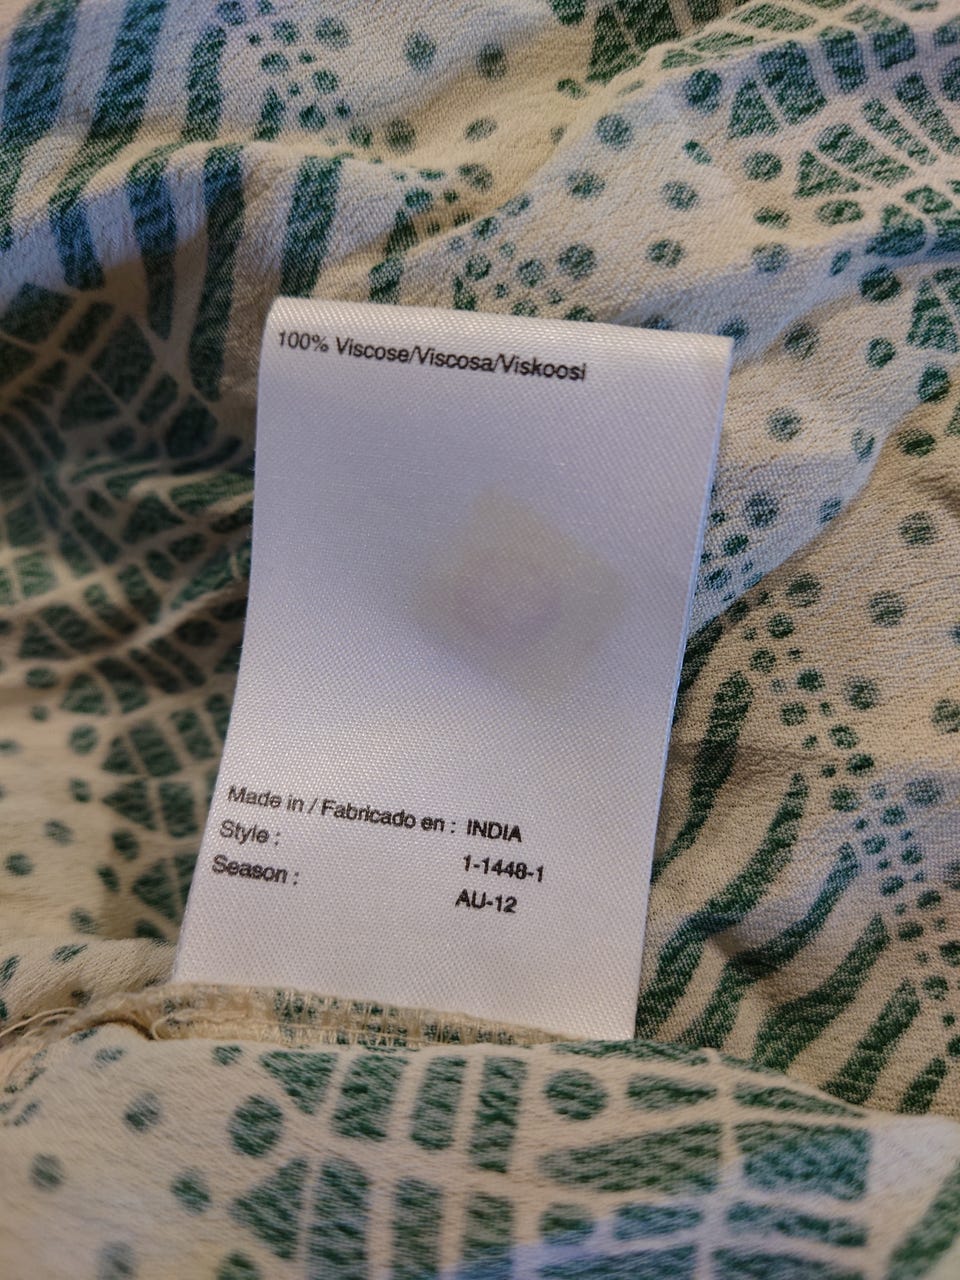 100% Viscose/Viscosa/Viskoosi
Made in / Fabricado en : INDIA
Style : 1-1448-1
Season : AU-12